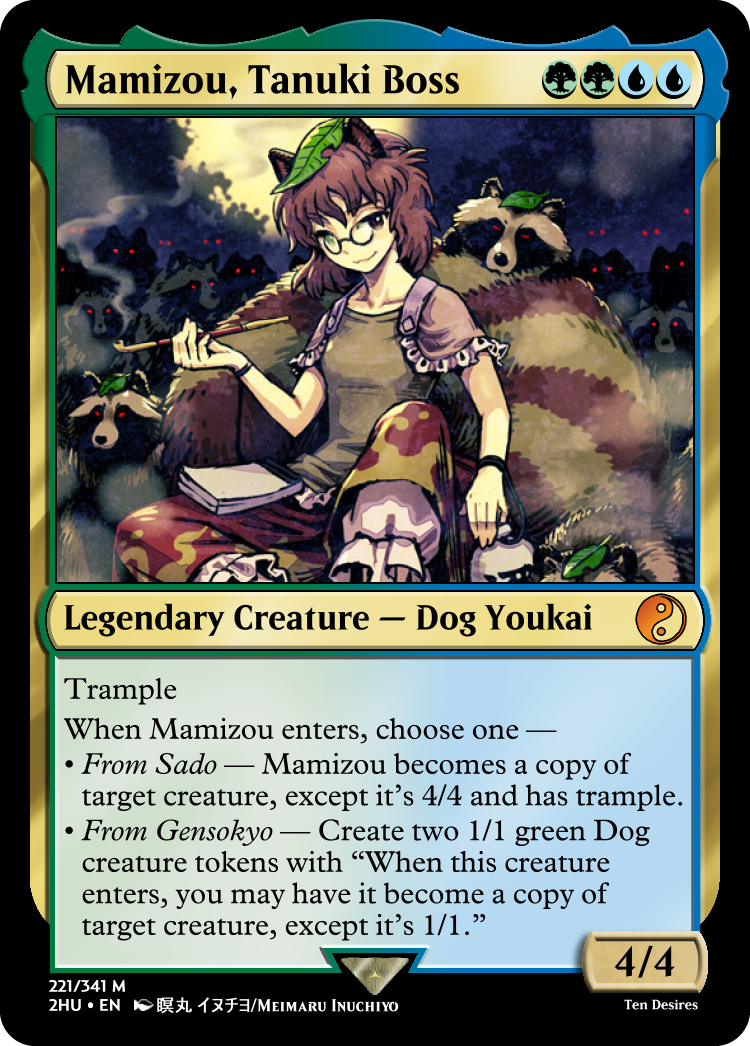 Mamizou, Tanuki Boss
Legendary Creature — Dog Youkai
Trample
When Mamizou enters, choose one —
• From Sado — Mamizou becomes a copy of
target creature, except it's 4/4 and has trample.
• From Gensokyo — Create two 1/1 green Dog
creature tokens with “When this creature
enters, you may have it become a copy of
target creature, except it's 1/1.”
4/4
221/341 M
2HU • EN 瞑丸 イヌチヨ/Meimaru Inuchiyo
Ten Desires